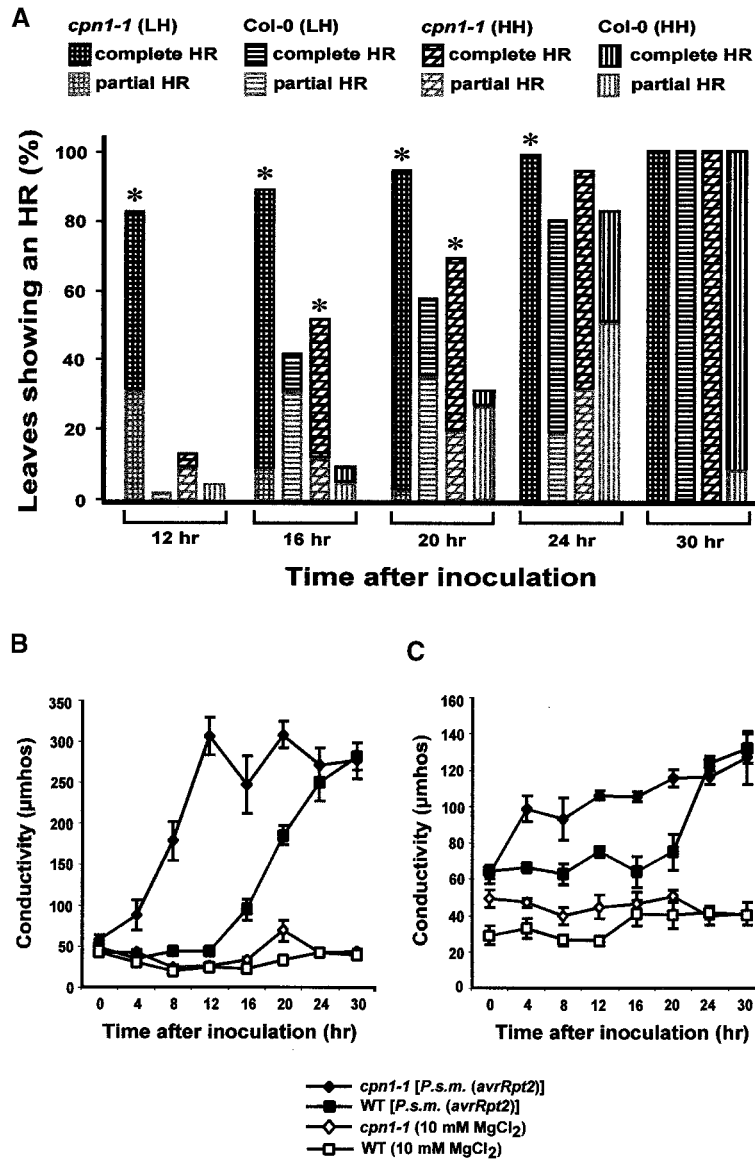 A
cpn1-1 (LH) Col-0 (LH) cpn1-1 (HH) Col-0 (HH)
complete HR complete HR complete HR complete HR
partial HR partial HR partial HR partial HR
Leaves showing an HR (%)
100
80
60
40
20
0
* * * * * *
12 hr 16 hr 20 hr 24 hr 30 hr
Time after inoculation
B
Conductivity (µmhos)
350
300
250
200
150
100
50
0
0 4 8 12 16 20 24 30
Time after inoculation (hr)
C
Conductivity (µmhos)
160
140
120
100
80
60
40
20
0
0 4 8 12 16 20 24 30
Time after inoculation (hr)
cpn1-1 [P.s.m. (avrRpt2)]
WT [P.s.m. (avrRpt2)]
cpn1-1 (10 mM MgCl₂)
WT (10 mM MgCl₂)